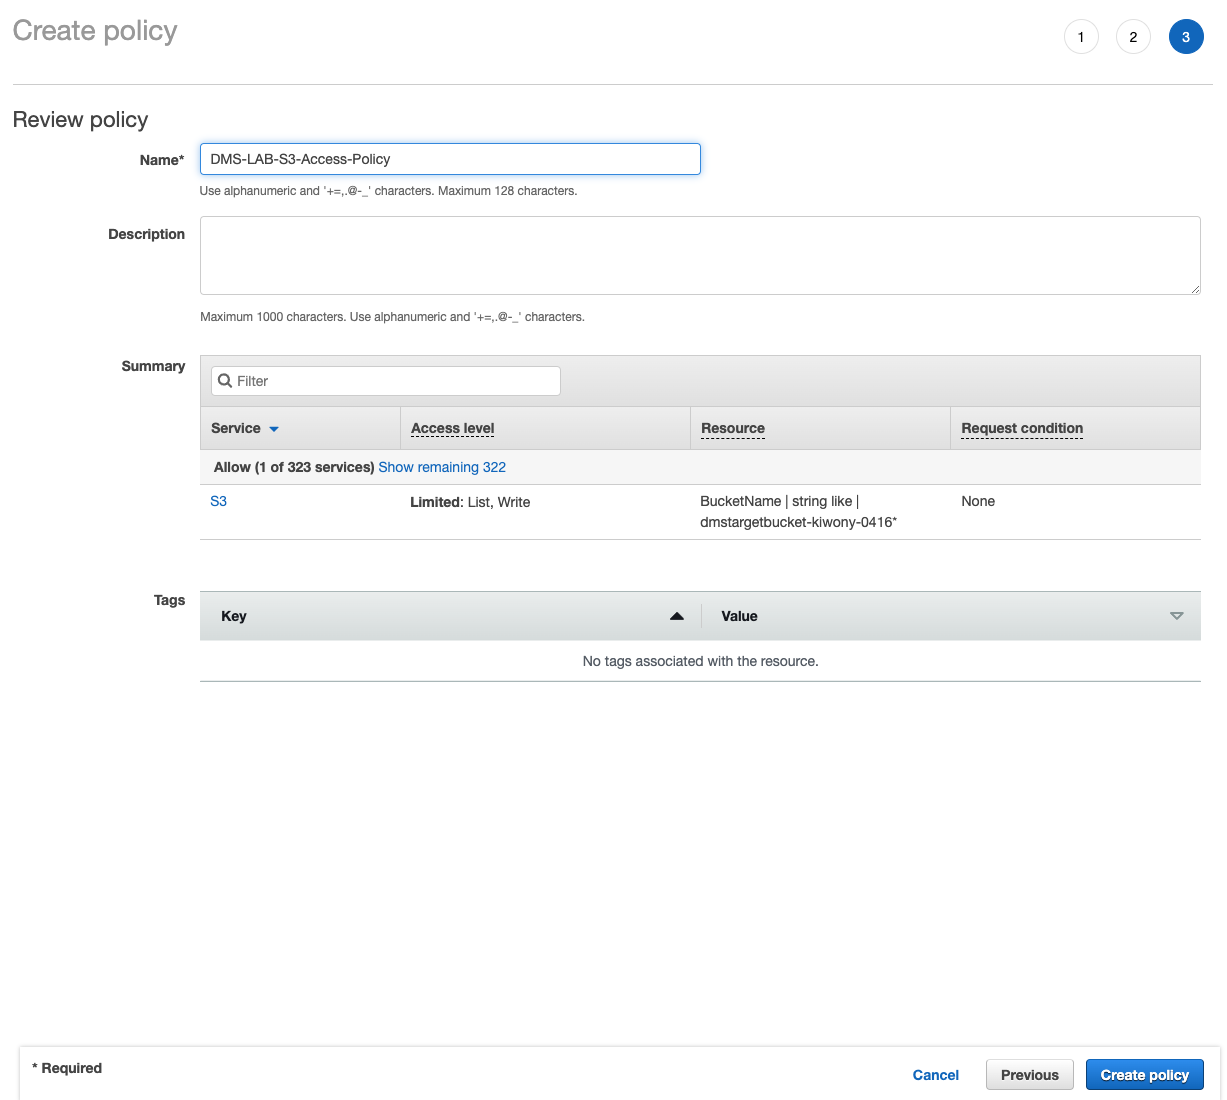 Create policy
1 2 3
Review policy
Name* DMS-LAB-S3-Access-Policy
Use alphanumeric and '+=,.@-_' characters. Maximum 128 characters.
Description
Maximum 1000 characters. Use alphanumeric and '+=,.@-_' characters.
Summary
Filter
Service Access level Resource Request condition
Allow (1 of 323 services) Show remaining 322
S3 Limited: List, Write BucketName | string like | None
dmstargetbucket-kiwony-0416*
Tags
Key Value
No tags associated with the resource.
* Required
Cancel Previous Create policy